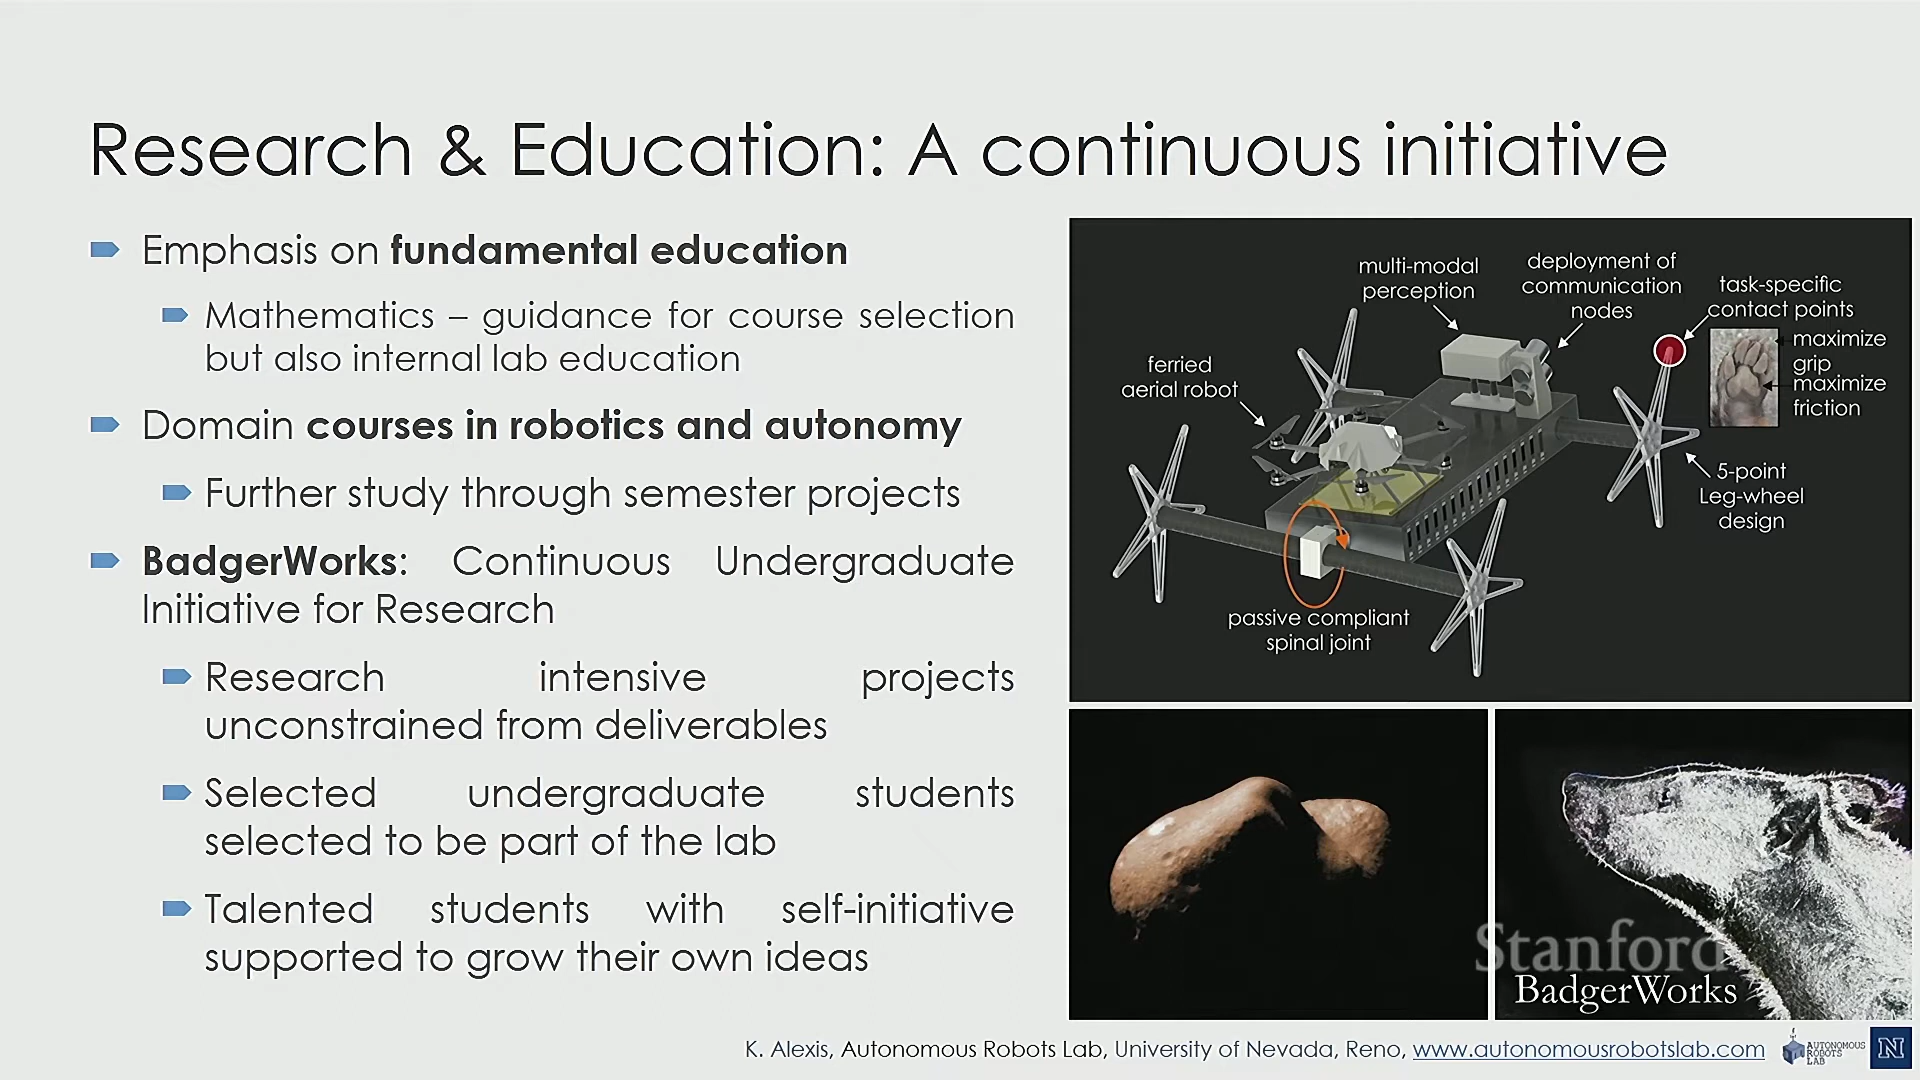 Research & Education: A continuous initiative
Emphasis on fundamental education
Mathematics – guidance for course selection
but also internal lab education
Domain courses in robotics and autonomy
Further study through semester projects
BadgerWorks: Continuous Undergraduate
Initiative for Research
Research intensive projects
unconstrained from deliverables
Selected undergraduate students
selected to be part of the lab
Talented students with self-initiative
supported to grow their own ideas
multi-modal
perception
deployment of
communication
nodes
task-specific
contact points
maximize
grip
maximize
friction
ferried
aerial robot
5-point
Leg-wheel
design
passive compliant
spinal joint
Stanford
BadgerWorks
K. Alexis, Autonomous Robots Lab, University of Nevada, Reno, www.autonomousrobotslab.com
AUTONOMOUS
ROBOTS
LAB
N